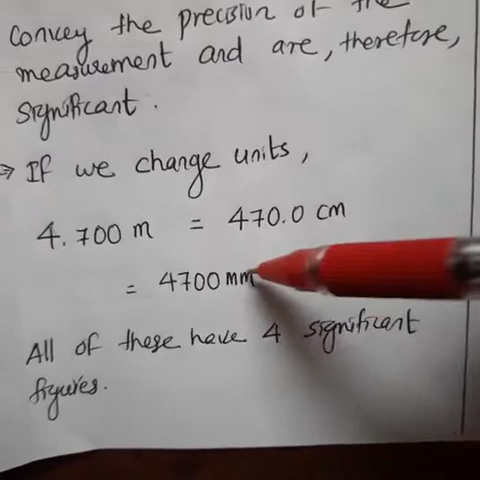 Convey the precision of the
measurement and are, therefore,
significant.
→ If we change units,
4.700 m = 470.0 cm
= 4700 mm
All of these have 4 significant
figures.